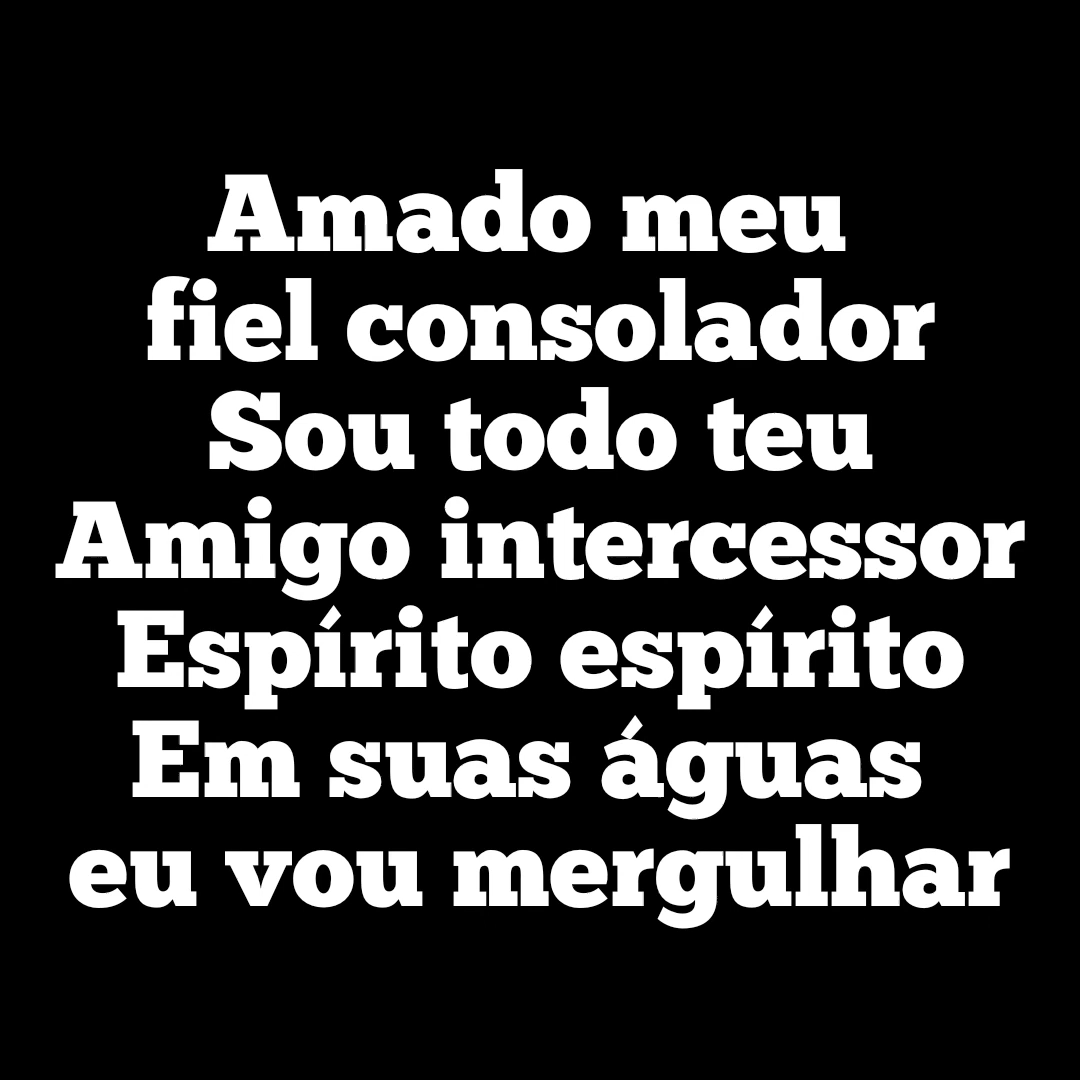 Amado meu
fiel consolador
Sou todo teu
Amigo intercessor
Espírito espírito
Em suas águas
eu vou mergulhar